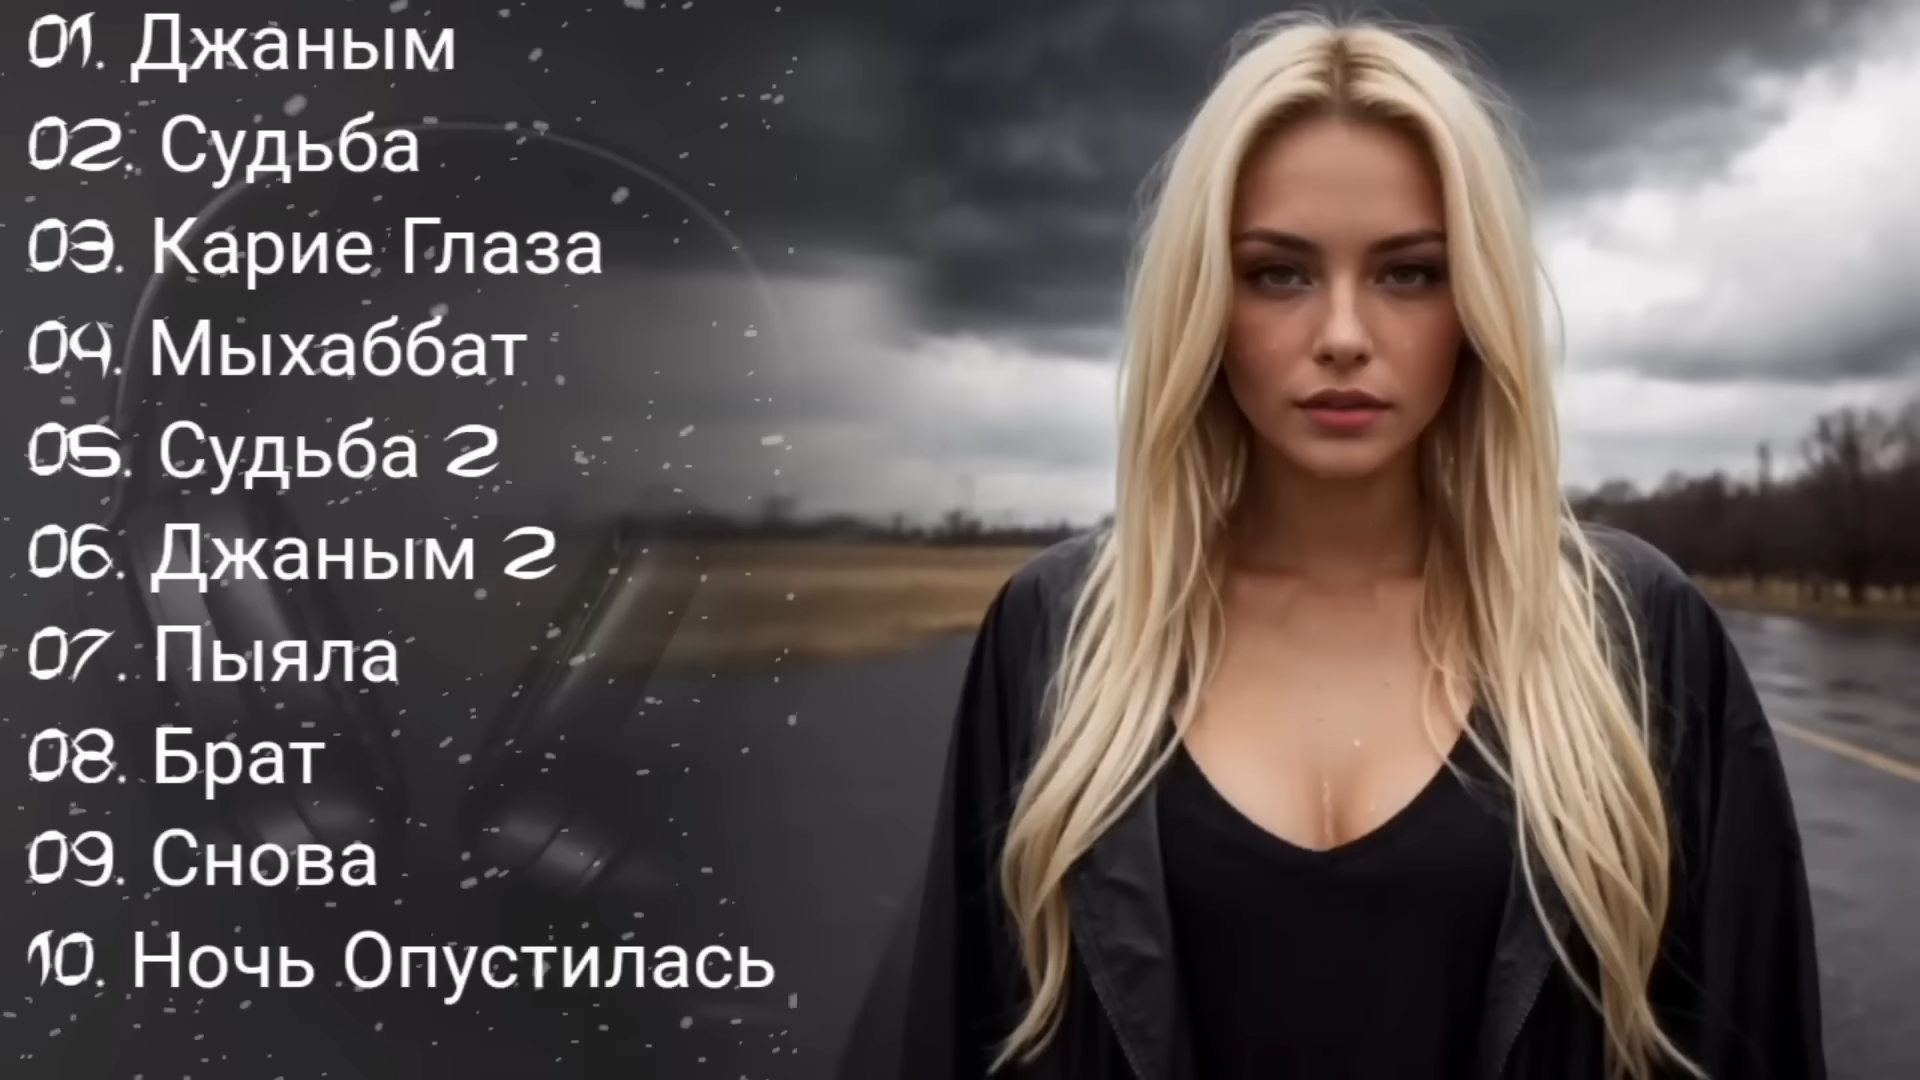 01. Джаным
02. Судьба
03. Карие Глаза
04. Мыхаббат
05. Судьба 2
06. Джаным 2
07. Пыяла
08. Брат
09. Снова
10. Ночь Опустилась